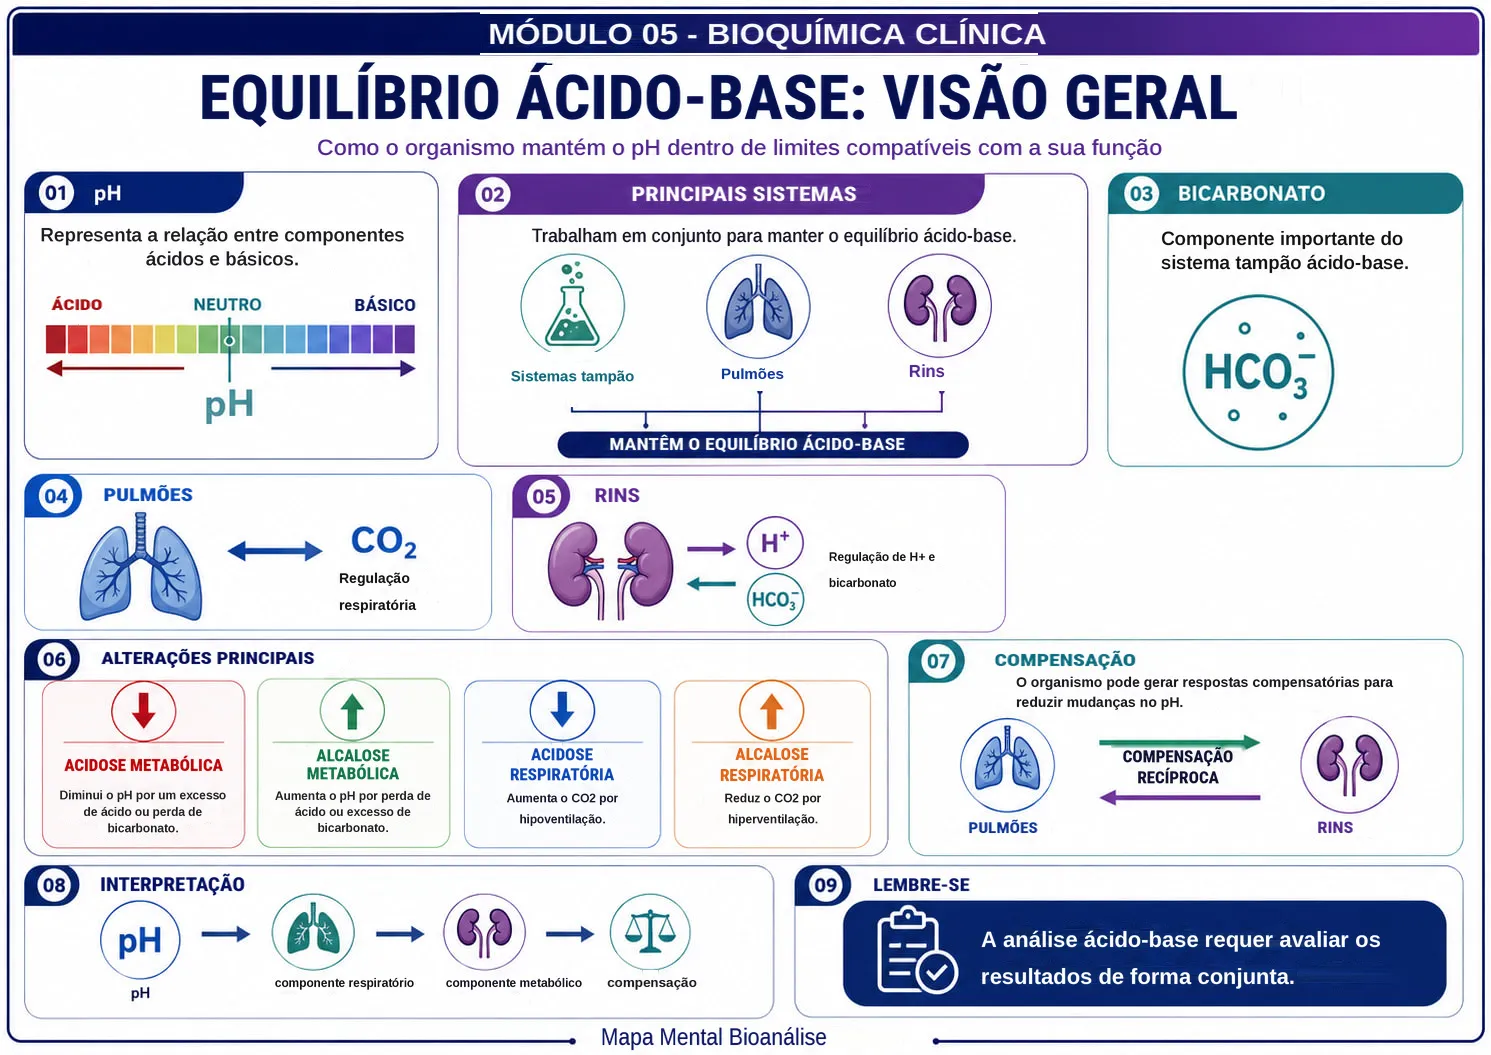 MÓDULO 05 - BIOQUÍMICA CLÍNICA
EQUILÍBRIO ÁCIDO-BASE: VISÃO GERAL
Como o organismo mantém o pH dentro de limites compatíveis com a sua função
01 pH
Representa a relação entre componentes
ácidos e básicos.
ÁCIDO NEUTRO BÁSICO
pH
02 PRINCIPAIS SISTEMAS
Trabalham em conjunto para manter o equilíbrio ácido-base.
Sistemas tampão Pulmões Rins
MANTÊM O EQUILÍBRIO ÁCIDO-BASE
03 BICARBONATO
Componente importante do
sistema tampão ácido-base.
HCO₃⁻
04 PULMÕES
CO₂
Regulação
respiratória
05 RINS
H⁺
HCO₃⁻
Regulação de H+ e
bicarbonato
06 ALTERAÇÕES PRINCIPAIS
ACIDOSE METABÓLICA
Diminui o pH por um excesso
de ácido ou perda de
bicarbonato.
ALCALOSE
METABÓLICA
Aumenta o pH por perda de
ácido ou excesso de
bicarbonato.
ACIDOSE
RESPIRATÓRIA
Aumenta o CO2 por
hipoventilação.
ALCALOSE
RESPIRATÓRIA
Reduz o CO2 por
hiperventilação.
07 COMPENSAÇÃO
O organismo pode gerar respostas compensatórias para
reduzir mudanças no pH.
COMPENSAÇÃO
RECÍPROCA
PULMÕES RINS
08 INTERPRETAÇÃO
pH
pH componente respiratório componente metabólico compensação
09 LEMBRE-SE
A análise ácido-base requer avaliar os
resultados de forma conjunta.
Mapa Mental Bioanálise